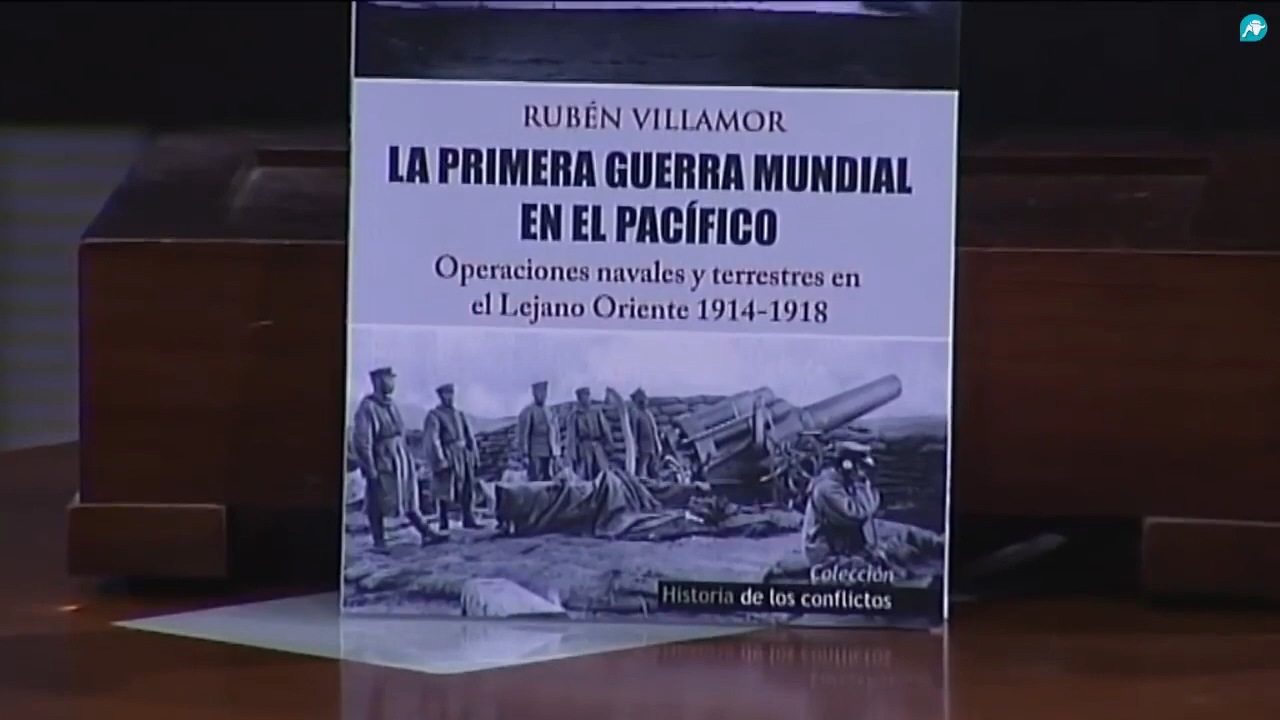 RUBÉN VILLAMOR
LA PRIMERA GUERRA MUNDIAL
EN EL PACÍFICO
Operaciones navales y terrestres en
el Lejano Oriente 1914-1918
Colección
Historia de los conflictos